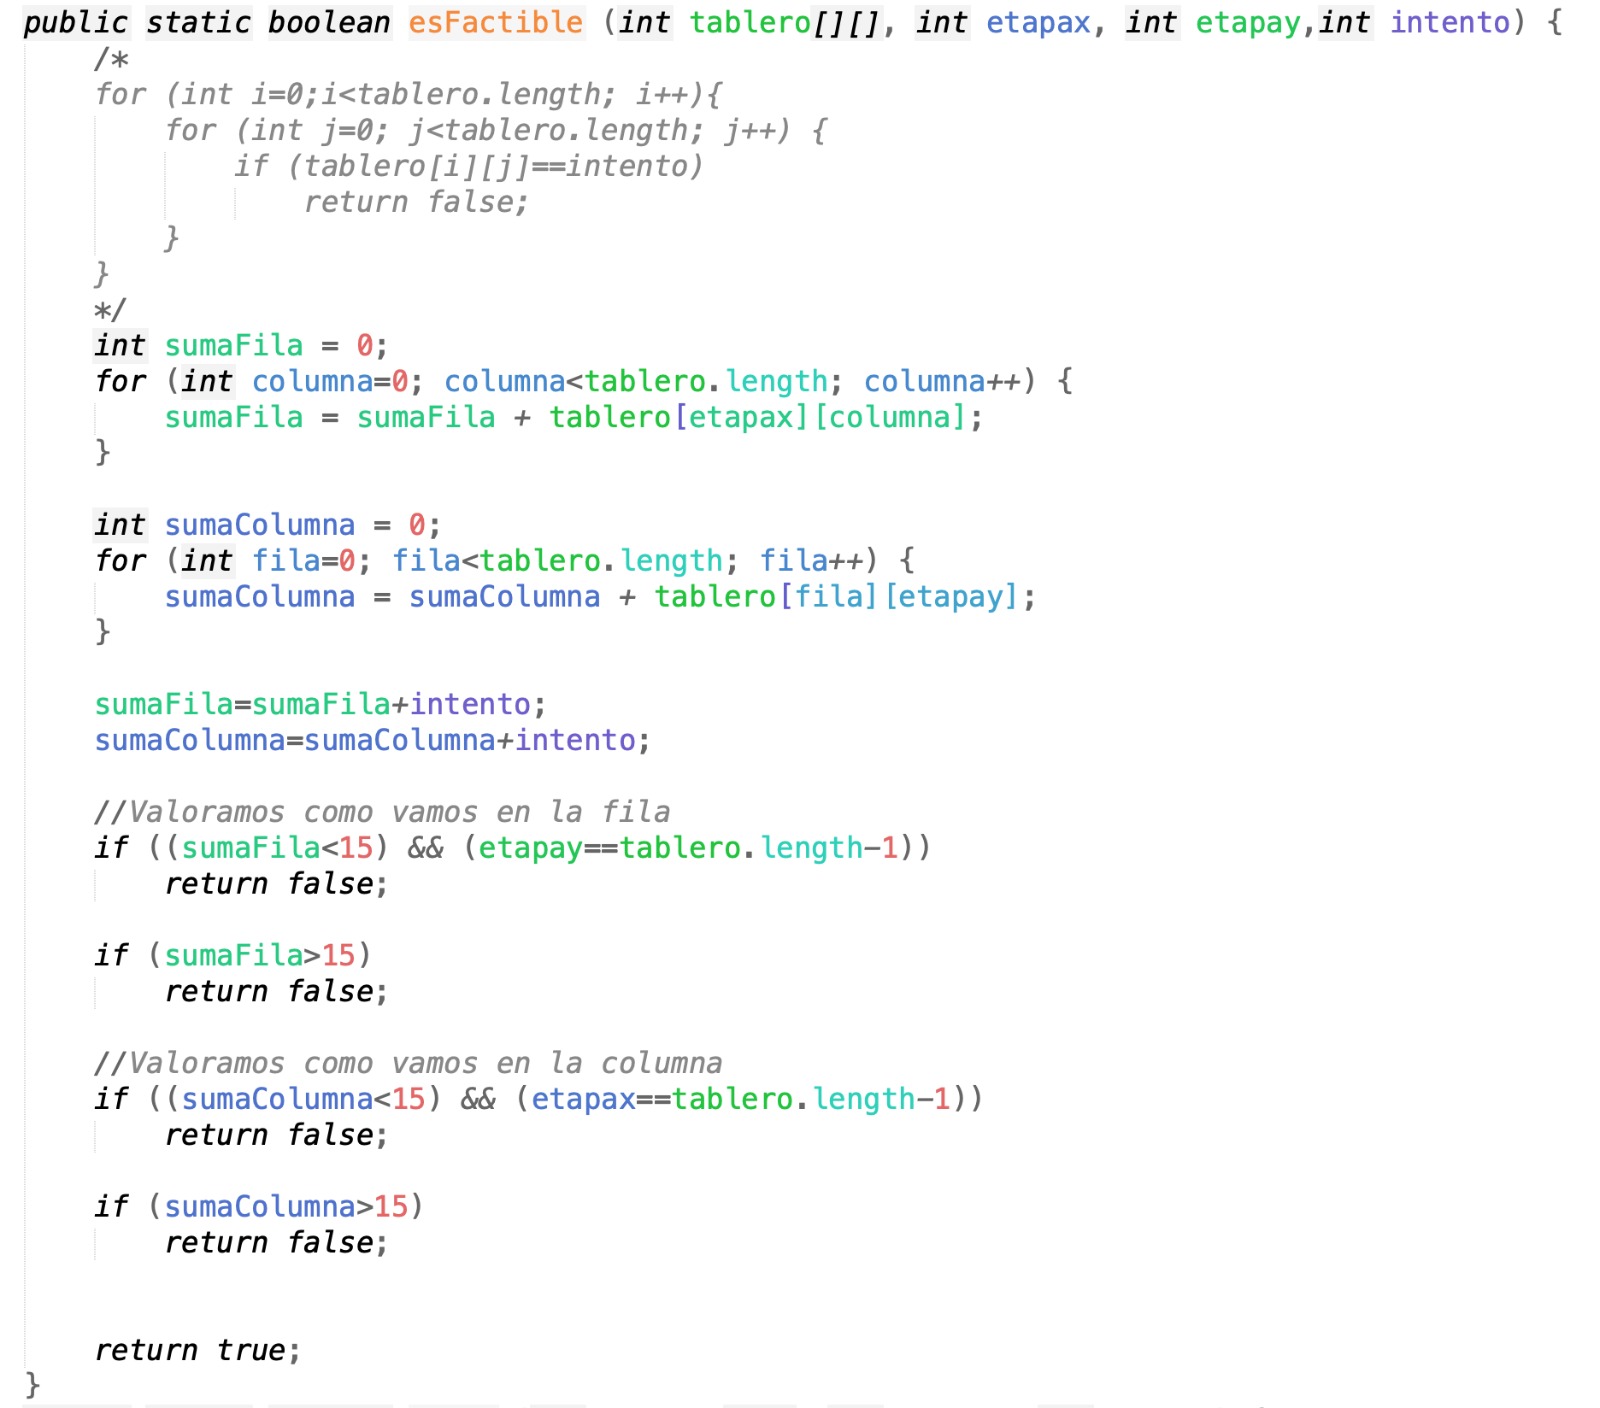 public static boolean esFactible (int tablero[][], int etapax, int etapay,int intento) {
/*
for (int i=0;i<tablero.length; i++){
for (int j=0; j<tablero.length; j++) {
if (tablero[i][j]==intento)
return false;
}
}
*/
int sumaFila = 0;
for (int columna=0; columna<tablero.length; columna++) {
sumaFila = sumaFila + tablero[etapax][columna];
}
int sumaColumna = 0;
for (int fila=0; fila<tablero.length; fila++) {
sumaColumna = sumaColumna + tablero[fila][etapay];
}
sumaFila=sumaFila+intento;
sumaColumna=sumaColumna+intento;
//Valoramos como vamos en la fila
if ((sumaFila<15) && (etapay==tablero.length-1))
return false;
if (sumaFila>15)
return false;
//Valoramos como vamos en la columna
if ((sumaColumna<15) && (etapax==tablero.length-1))
return false;
if (sumaColumna>15)
return false;
return true;
}